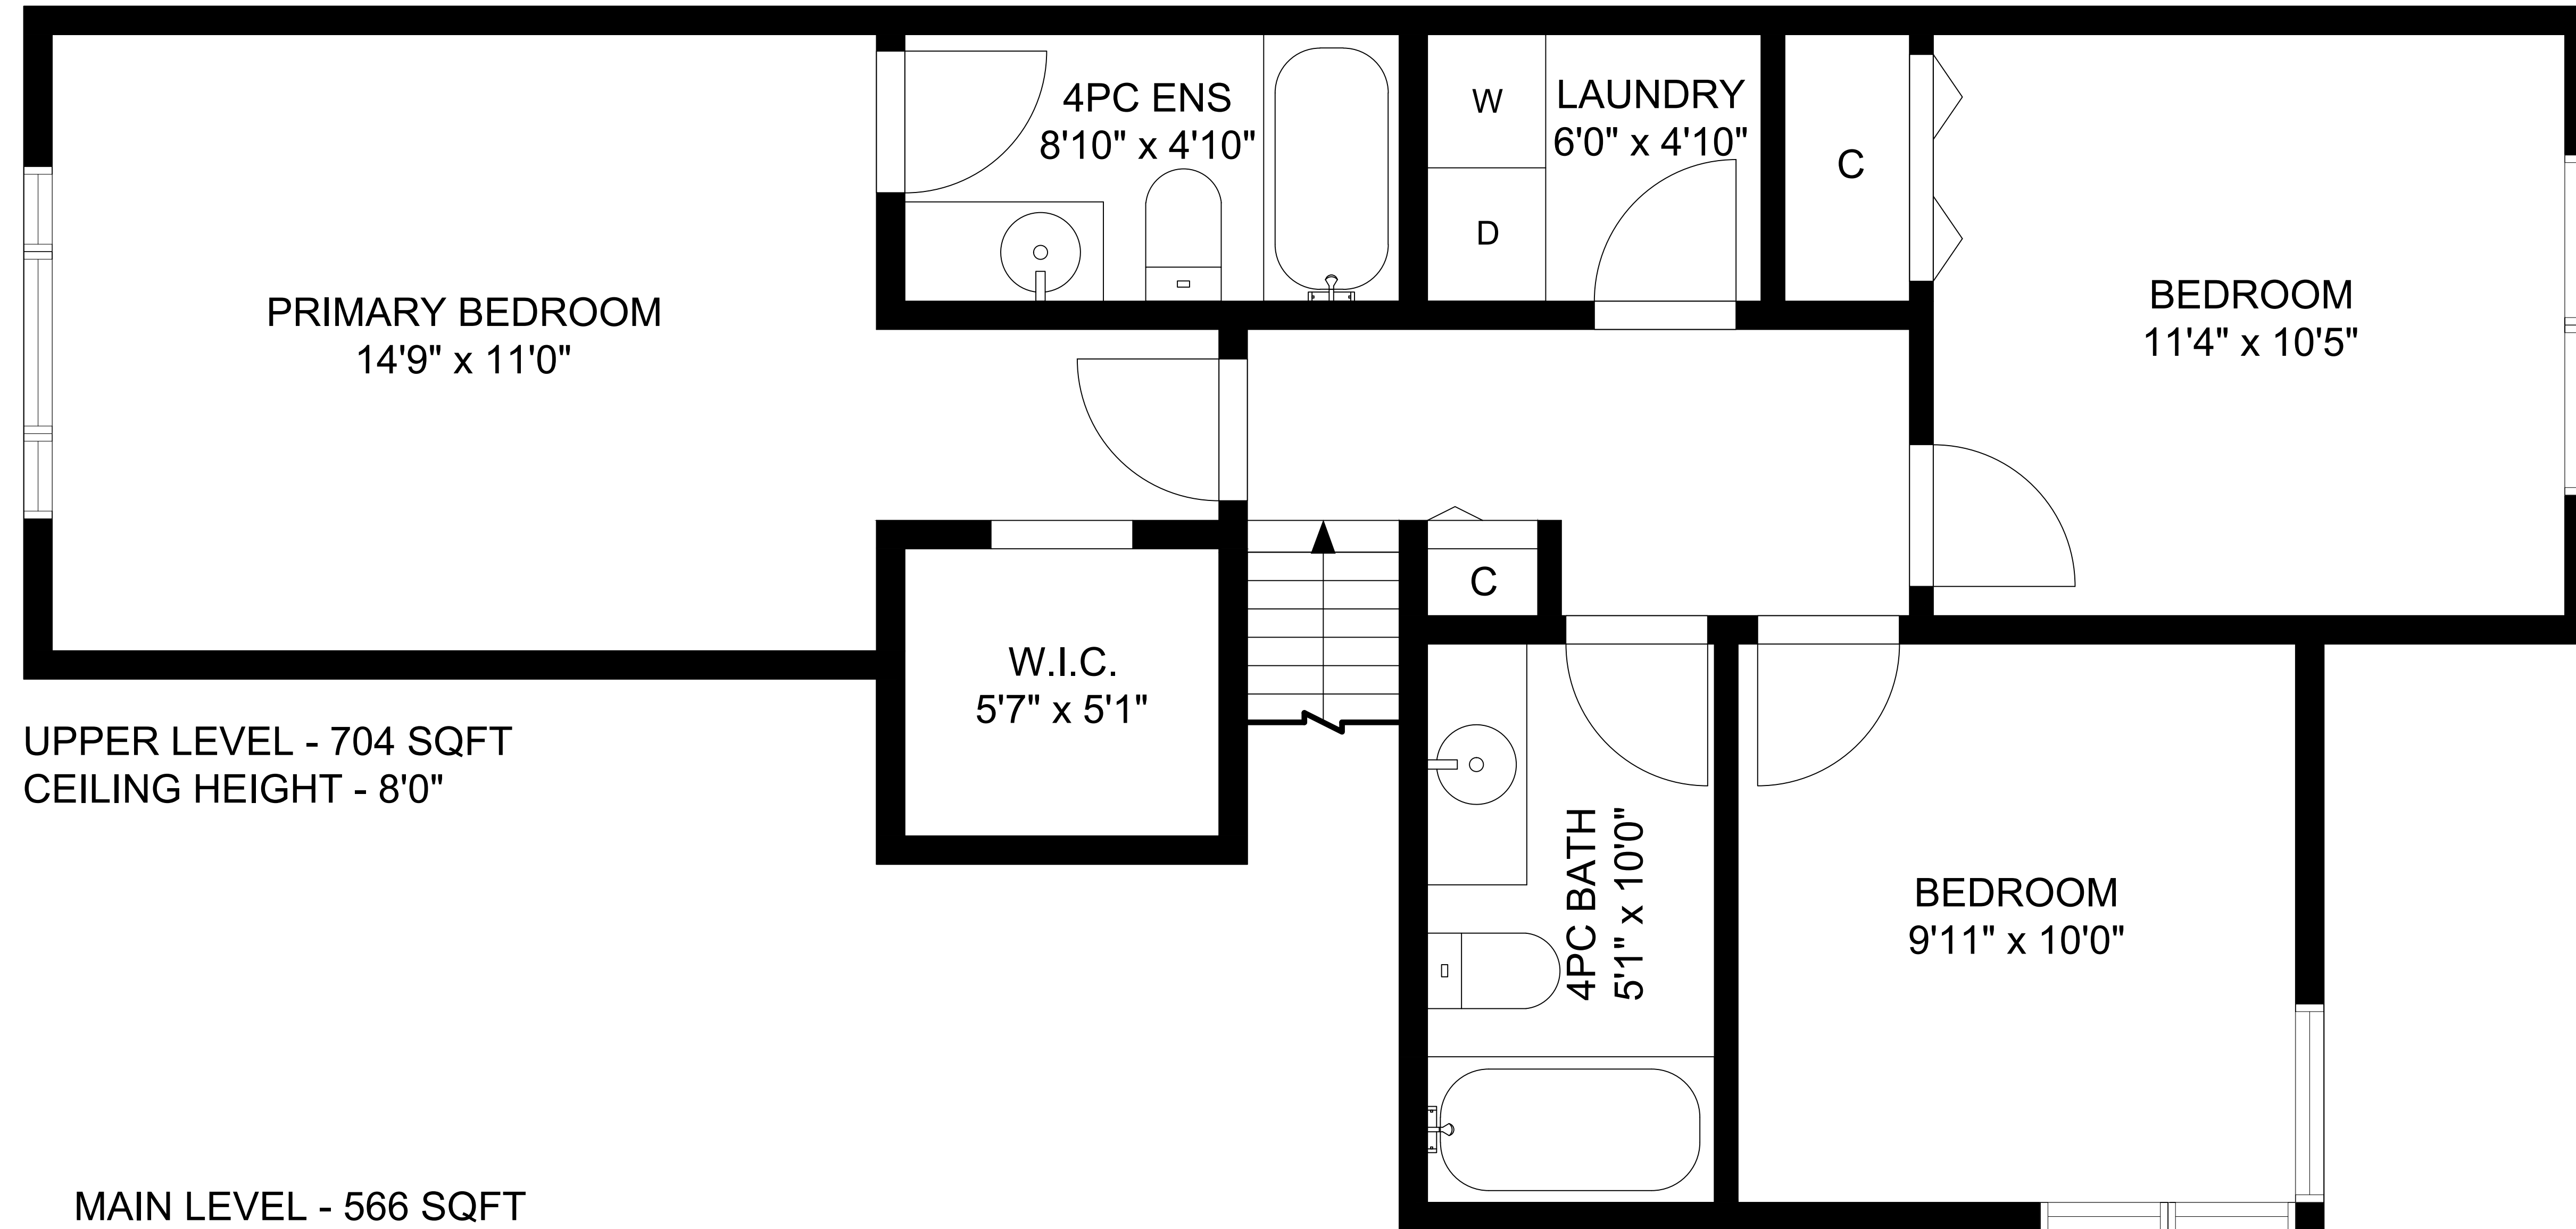 4PC ENS
8'10" x 4'10"
W
D
LAUNDRY
6'0" x 4'10"
C
PRIMARY BEDROOM
14'9" x 11'0"
BEDROOM
11'4" x 10'5"
C
W.I.C.
5'7" x 5'1"
UPPER LEVEL - 704 SQFT
CEILING HEIGHT - 8'0"
4PC BATH
5'1" x 10'0"
BEDROOM
9'11" x 10'0"
MAIN LEVEL - 566 SQFT